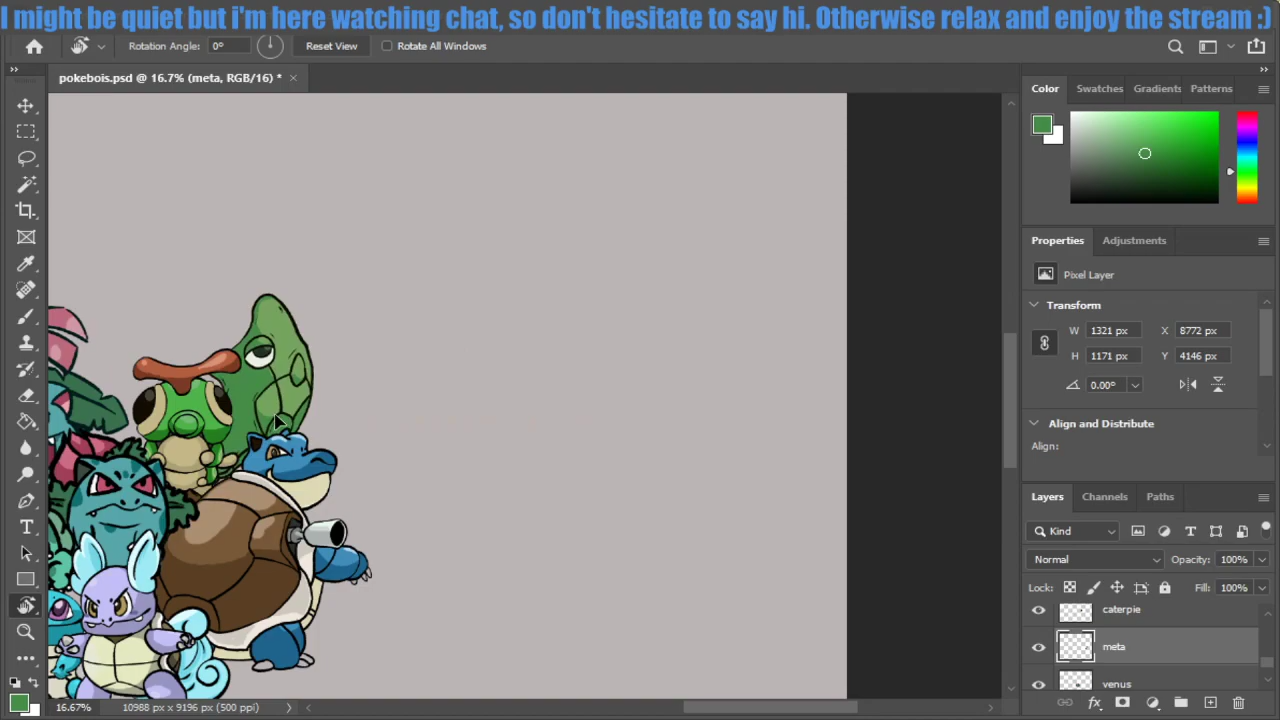 I might be quiet but i'm here watching chat, so don't hesitate to say hi. Otherwise relax and enjoy the stream :)
Rotation Angle: 0° Reset View Rotate All Windows
pokebois.psd @ 16.7% (meta, RGB/16) *
Color Swatches Gradients Patterns
Properties Adjustments
Pixel Layer
Transform
W 1321 px X 8772 px
H 1171 px Y 4146 px
0.00°
Align and Distribute
Align:
Layers Channels Paths
Kind
Normal Opacity: 100%
Lock: Fill: 100%
caterpie
meta
venus
16.67% 10988 px x 9196 px (500 ppi)